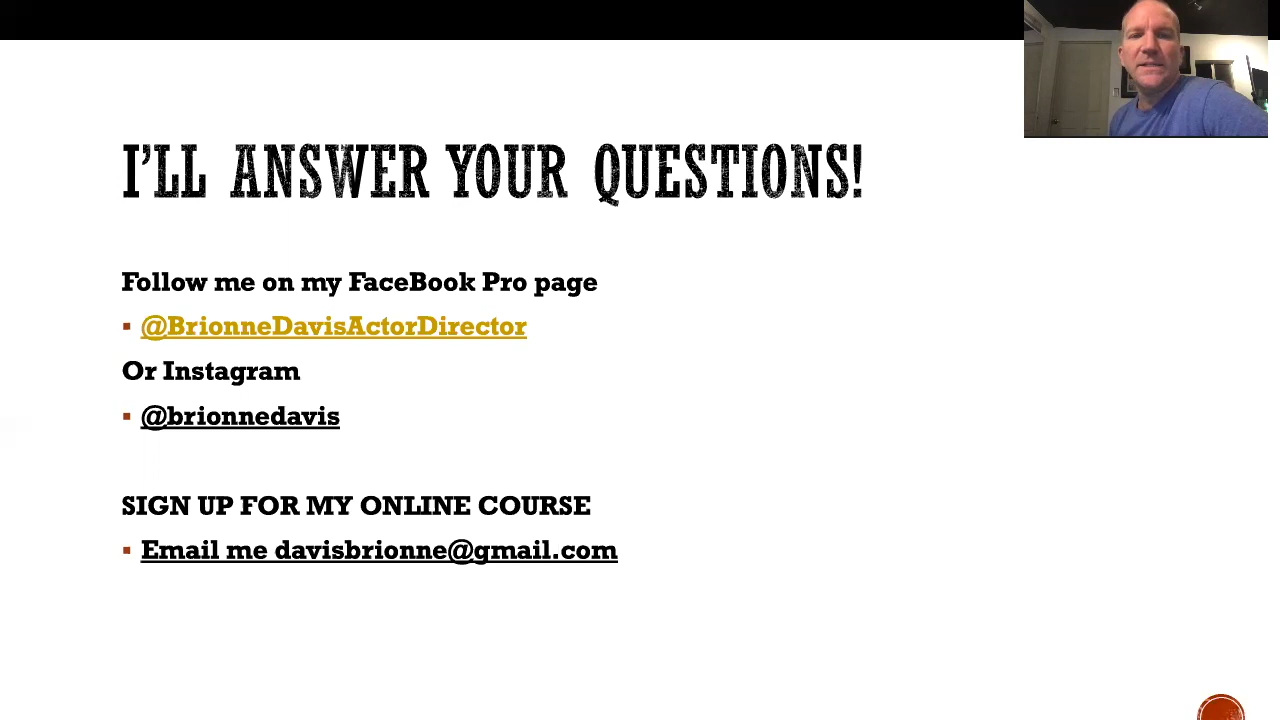 I'LL ANSWER YOUR QUESTIONS!
Follow me on my FaceBook Pro page
▪ @BrionneDavisActorDirector
Or Instagram
▪ @brionnedavis
SIGN UP FOR MY ONLINE COURSE
▪ Email me davisbrionne@gmail.com